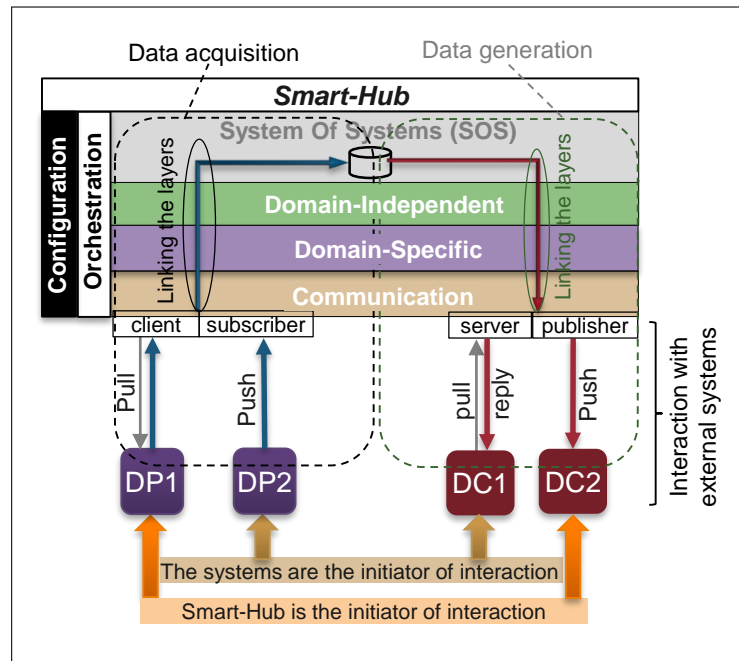 Data acquisition
Data generation
Smart-Hub
System Of Systems (SOS)
Configuration
Orchestration
Linking the layers
Linking the layers
Domain-Independent
Domain-Specific
Communication
client
subscriber
server
publisher
Pull
Push
pull
reply
Push
Interaction with
external systems
DP1
DP2
DC1
DC2
The systems are the initiator of interaction
Smart-Hub is the initiator of interaction